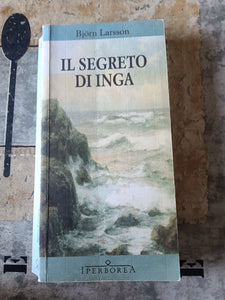 Björn Larsson
IL SEGRETO
DI INGA
IPERBOREA